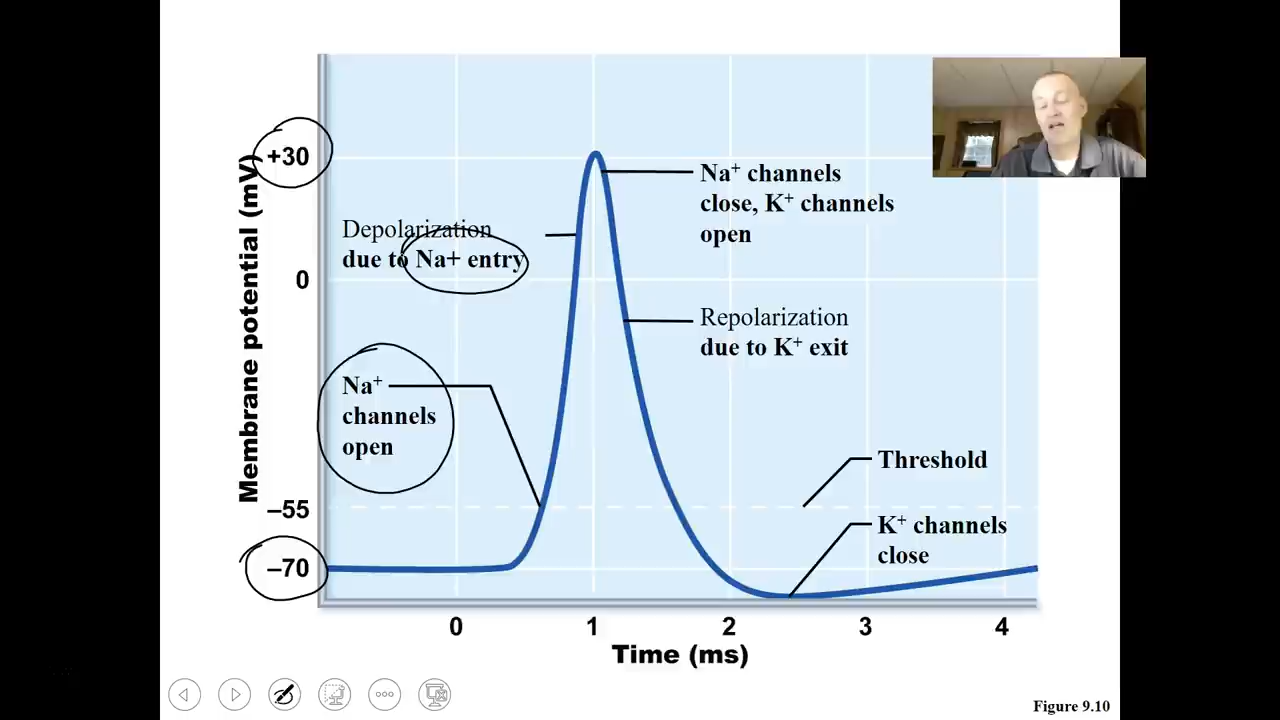 +30
0
–55
–70
Membrane potential (mV)
Depolarization
due to Na+ entry
Na⁺
channels
open
Na⁺ channels
close, K⁺ channels
open
Repolarization
due to K⁺ exit
Threshold
K⁺ channels
close
0 1 2 3 4
Time (ms)
Figure 9.10